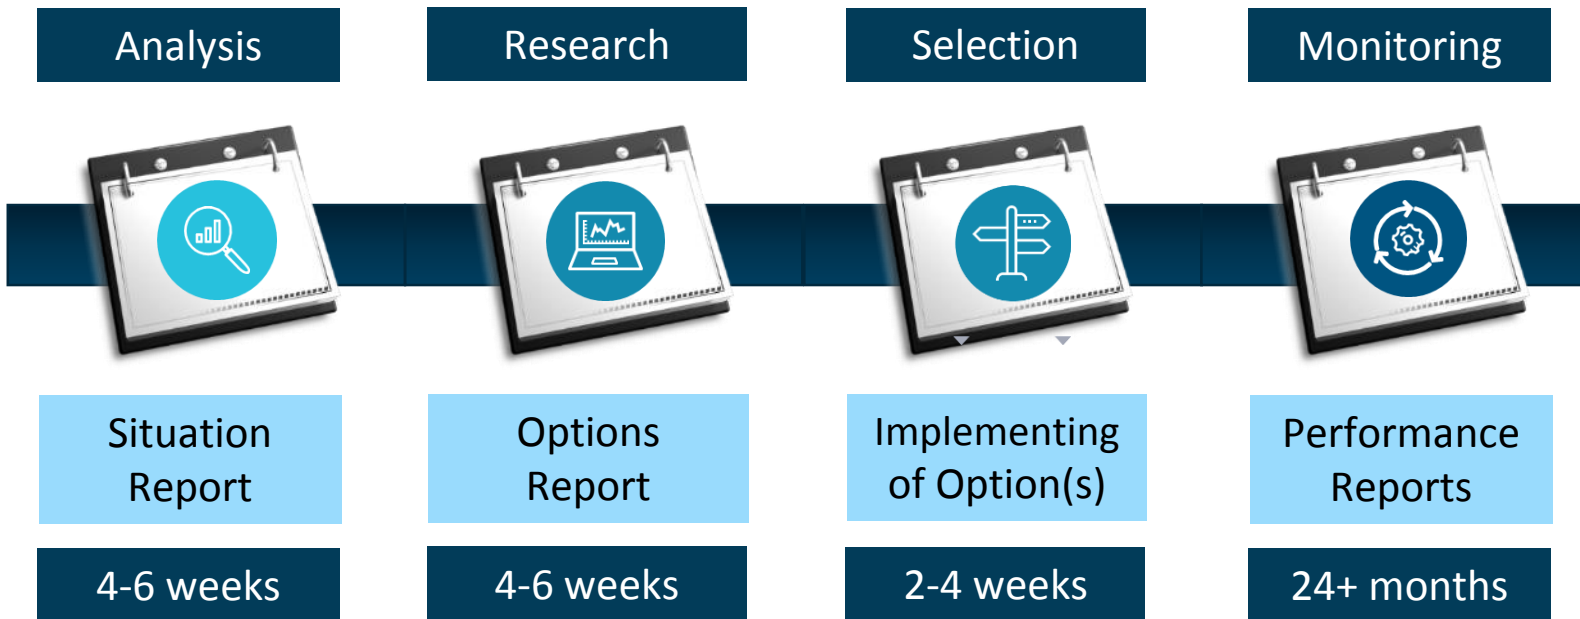 Analysis
Research
Selection
Monitoring
Situation
Report
Options
Report
Implementing
of Option(s)
Performance
Reports
4-6 weeks
4-6 weeks
2-4 weeks
24+ months